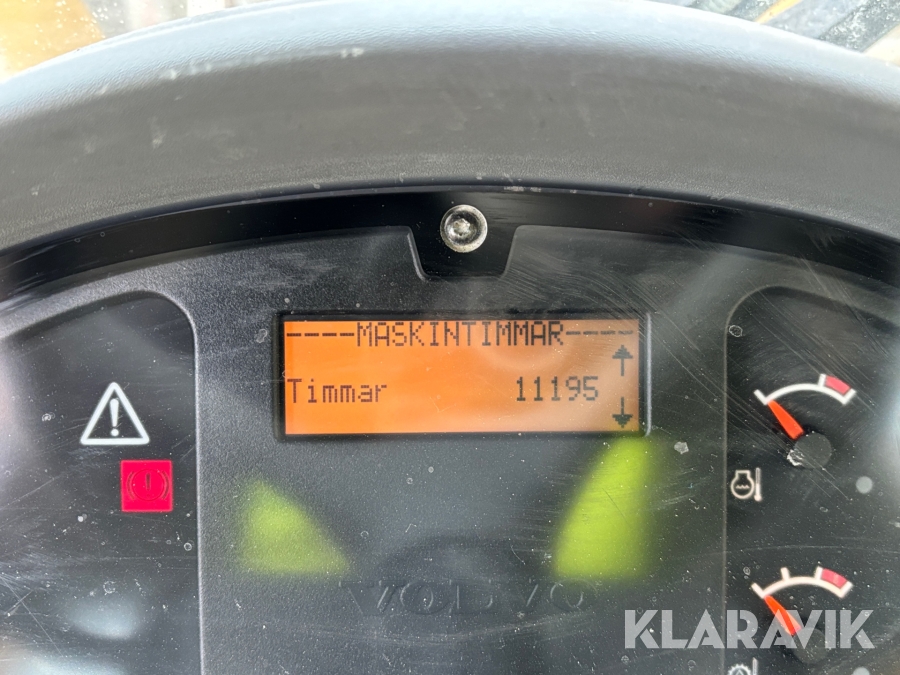 ----MASKINTIMMAR----
Timmar 11195
VOLVO
KLARAVIK